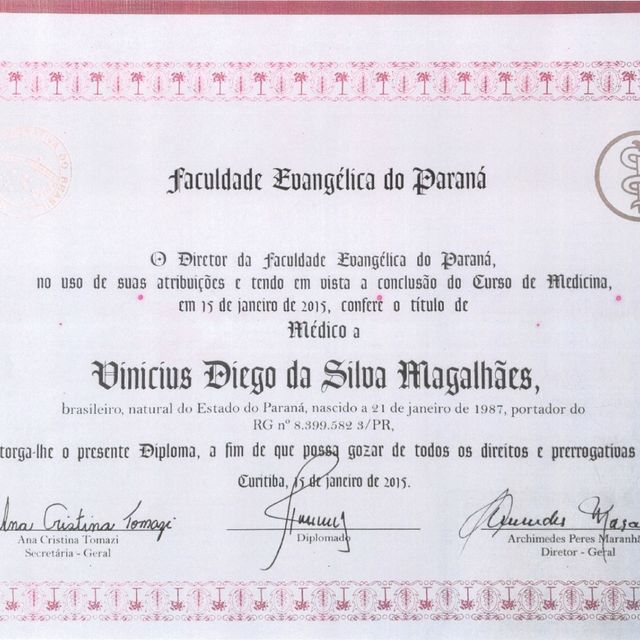 Faculdade Evangélica do Paraná
O Diretor da Faculdade Evangélica do Paraná,
no uso de suas atribuições e tendo em vista a conclusão do Curso de Medicina,
em 15 de janeiro de 2015, confere o título de
Médico a
Vinicius Diego da Silva Magalhães,
brasileiro, natural do Estado do Paraná, nascido a 21 de janeiro de 1987, portador do
RG nº 8.399.582 3/PR,
torga-lhe o presente Diploma, a fim de que possa gozar de todos os direitos e prerrogativas
Curitiba, 15 de janeiro de 2015.
Ana Cristina Tomazi
Ana Cristina Tomazi
Secretária - Geral
Diplomado
Archimedes Peres Maranhã
Diretor - Geral